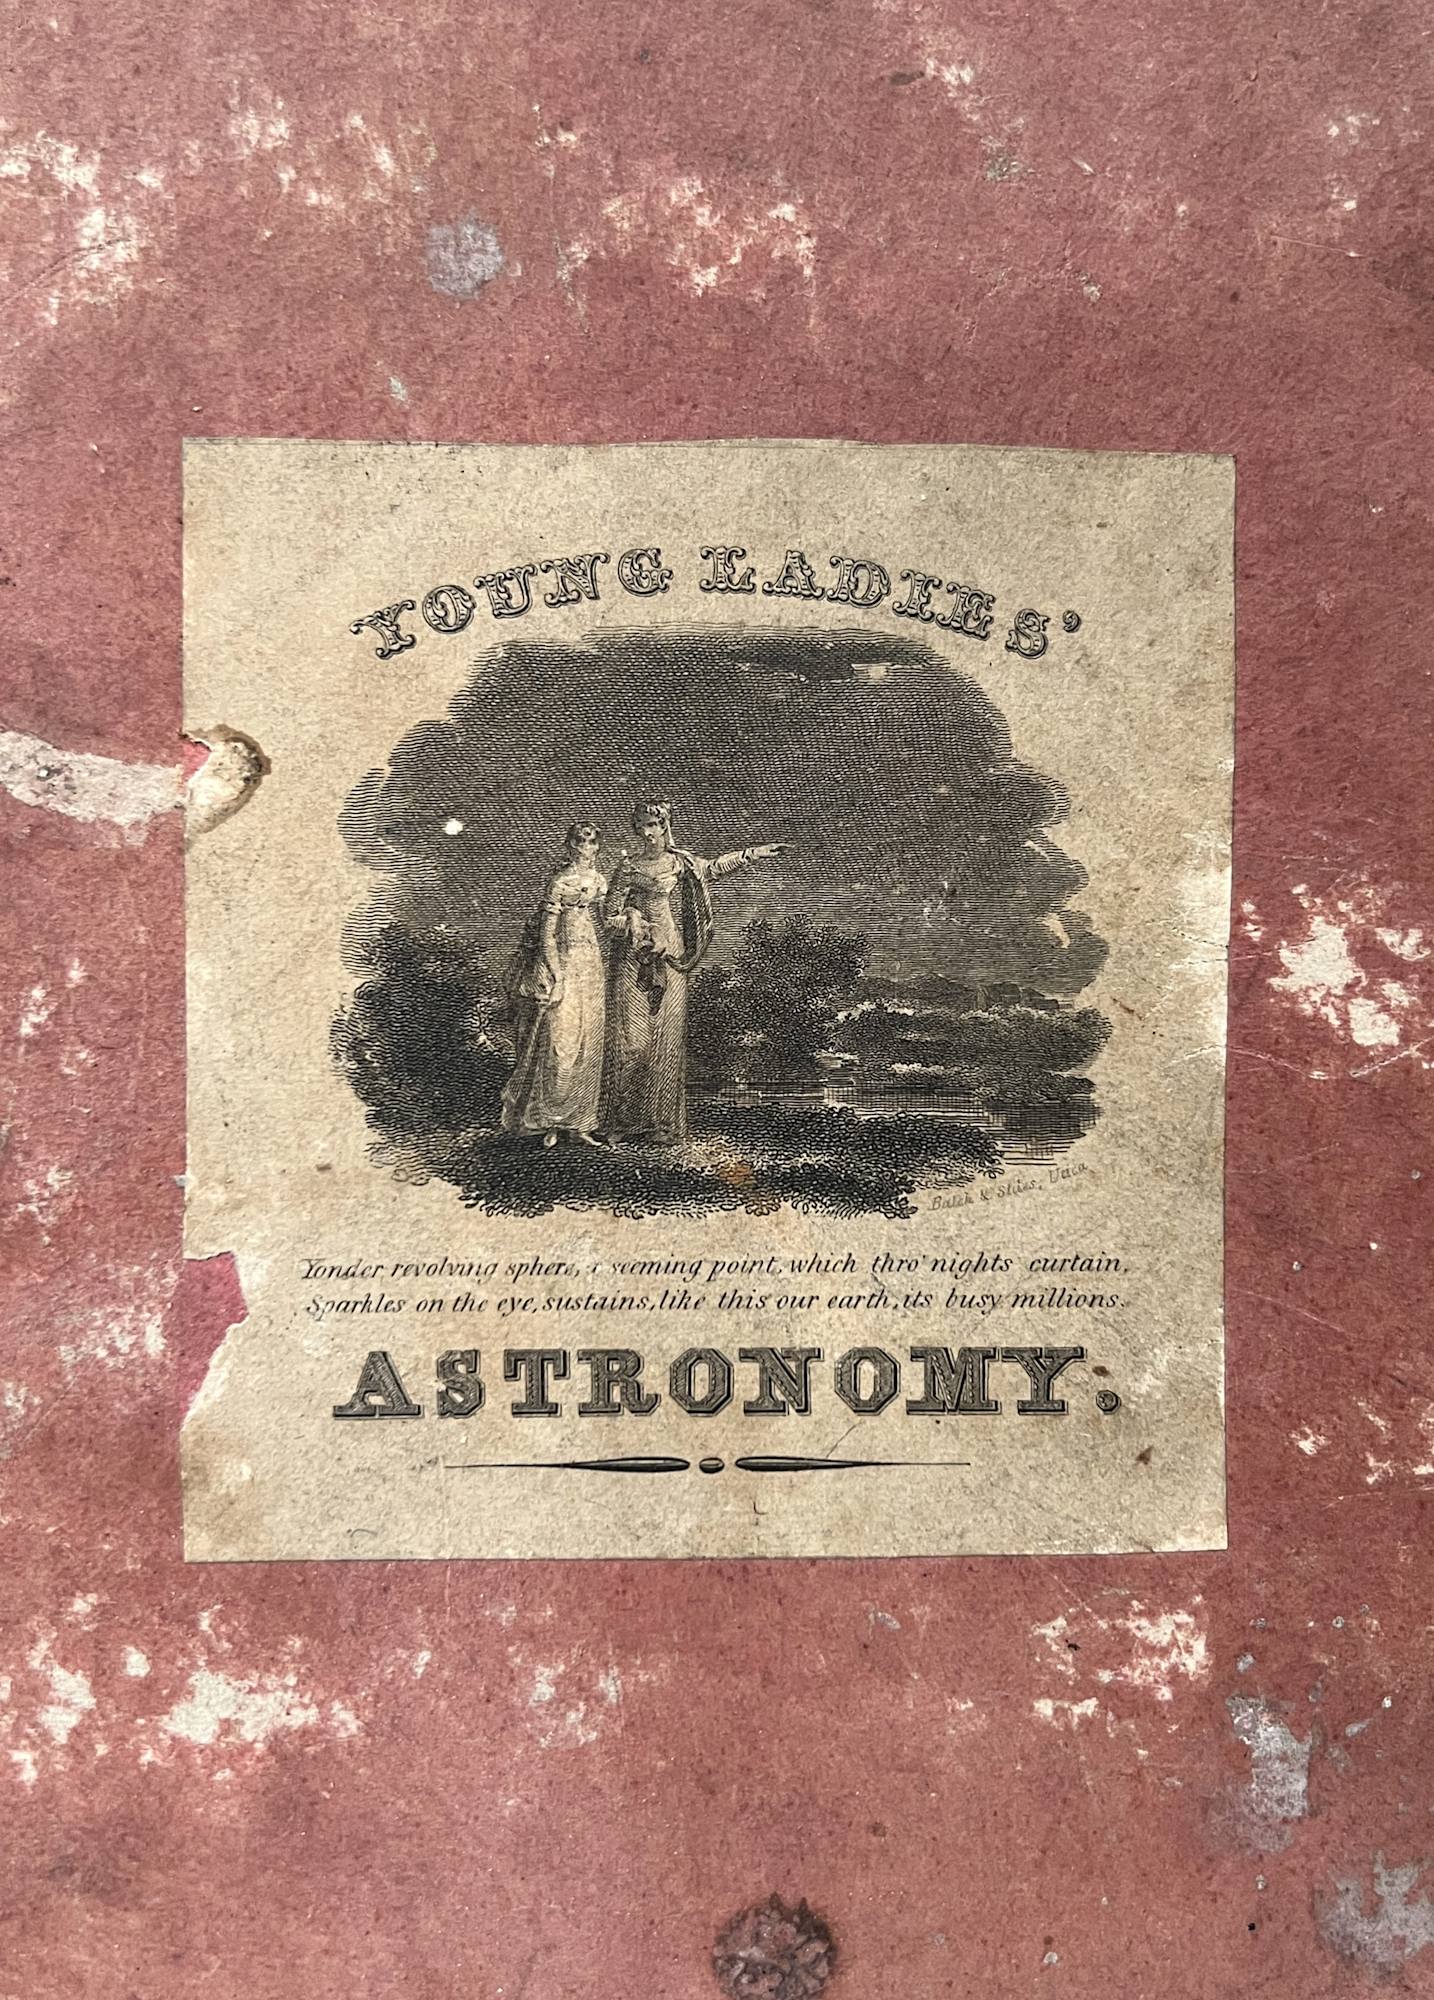 YOUNG LADIES'
Balch & Stiles, Utica
Yonder revolving sphere, a seeming point, which thro' nights curtain,
Sparkles on the eye, sustains, like this our earth, its busy millions.
ASTRONOMY.